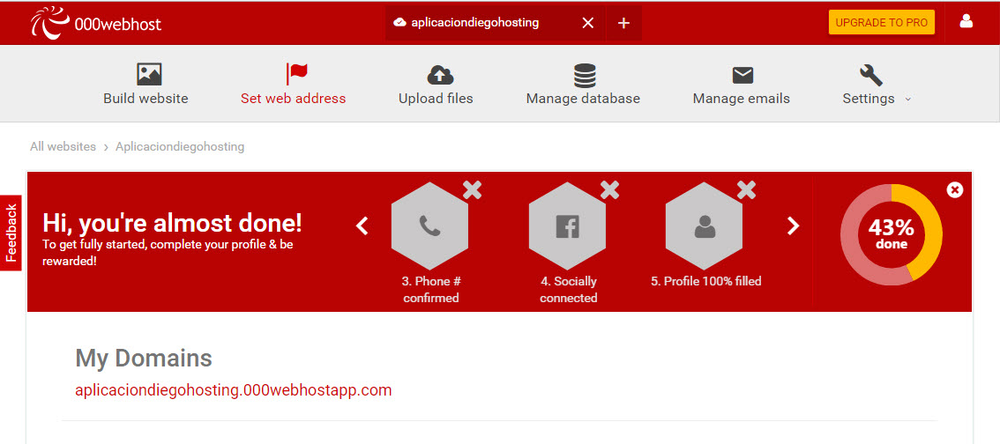 000webhost
aplicaciondiegohosting
UPGRADE TO PRO
Build website
Set web address
Upload files
Manage database
Manage emails
Settings
All websites › Aplicaciondiegohosting
Feedback
Hi, you're almost done!
To get fully started, complete your profile & be
rewarded!
3. Phone #
confirmed
4. Socially
connected
5. Profile 100% filled
43%
done
My Domains
aplicaciondiegohosting.000webhostapp.com